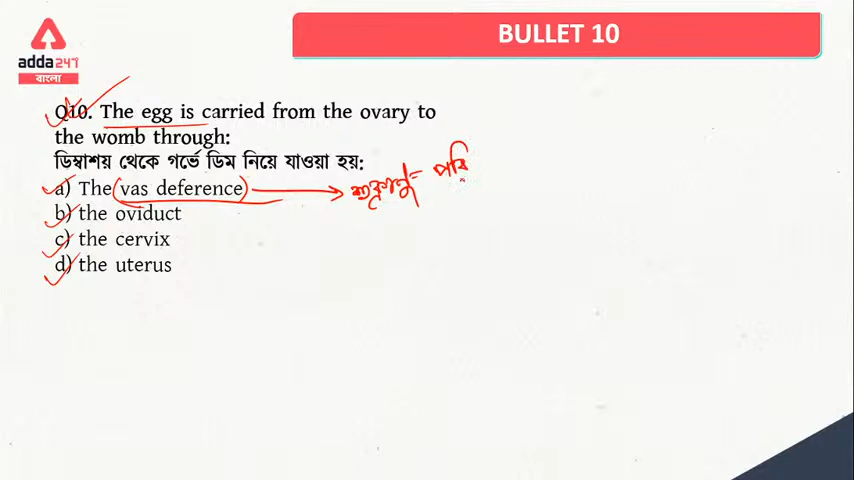 BULLET 10
adda247
বাংলা
Q10. The egg is carried from the ovary to
the womb through:
ডিম্বাশয় থেকে গর্ভে ডিম নিয়ে যাওয়া হয়:
a) The vas deference
শুক্রাণু = পরি
b) the oviduct
c) the cervix
d) the uterus